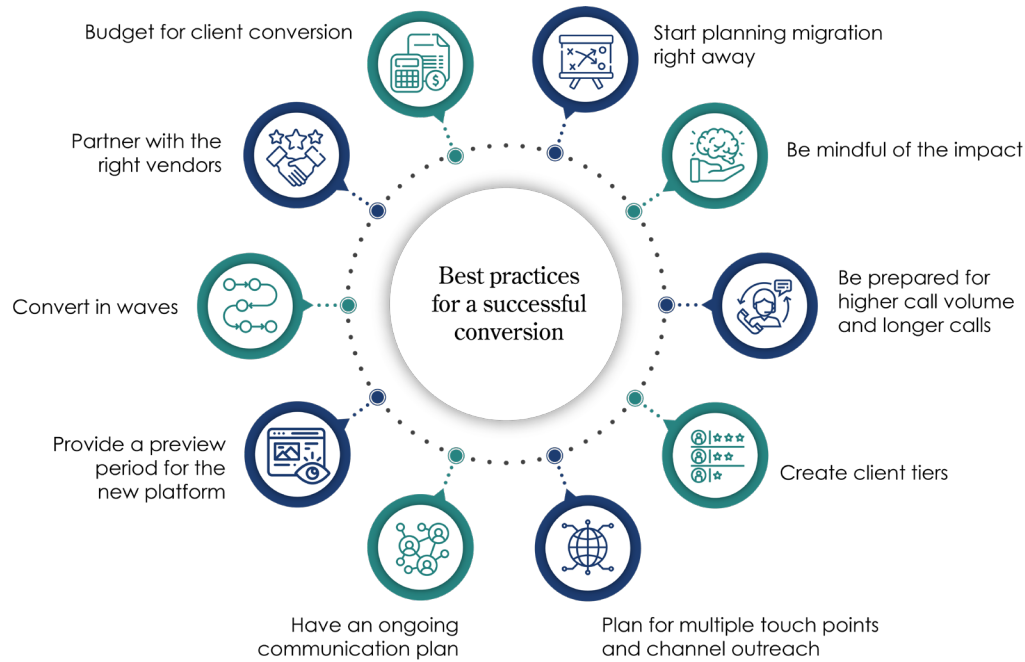 Best practices
for a successful
conversion
Start planning migration
right away
Be mindful of the impact
Be prepared for
higher call volume
and longer calls
Create client tiers
Plan for multiple touch points
and channel outreach
Have an ongoing
communication plan
Provide a preview
period for the
new platform
Convert in waves
Partner with the
right vendors
Budget for client conversion